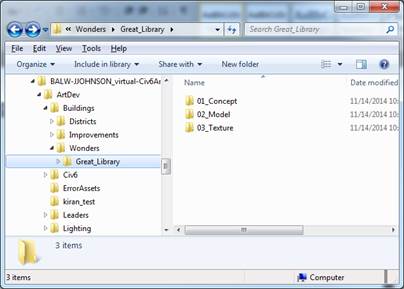 « Wonders ▸ Great_Library ▸
Search Great_Library
File Edit View Tools Help
Organize Include in library Share with New folder
BALW-JJOHNSON_virtual-Civ6Ar
ArtDev
Buildings
Districts
Improvements
Wonders
Great_Library
Civ6
ErrorAssets
kiran_test
Leaders
Lighting
Name Date modified
01_Concept 11/14/2014 10:
02_Model 11/14/2014 10:
03_Texture 11/14/2014 10:
3 items
3 items Computer